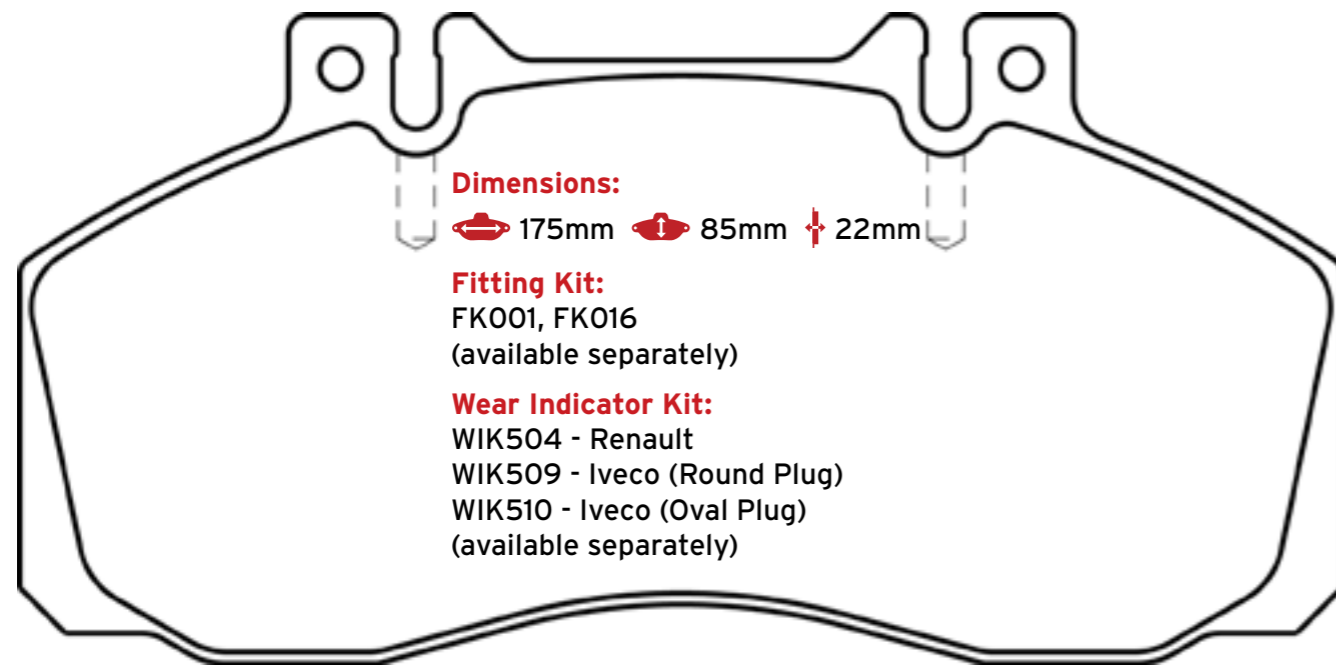 Dimensions:
175mm 85mm 22mm
Fitting Kit:
FK001, FK016
(available separately)
Wear Indicator Kit:
WIK504 - Renault
WIK509 - Iveco (Round Plug)
WIK510 - Iveco (Oval Plug)
(available separately)